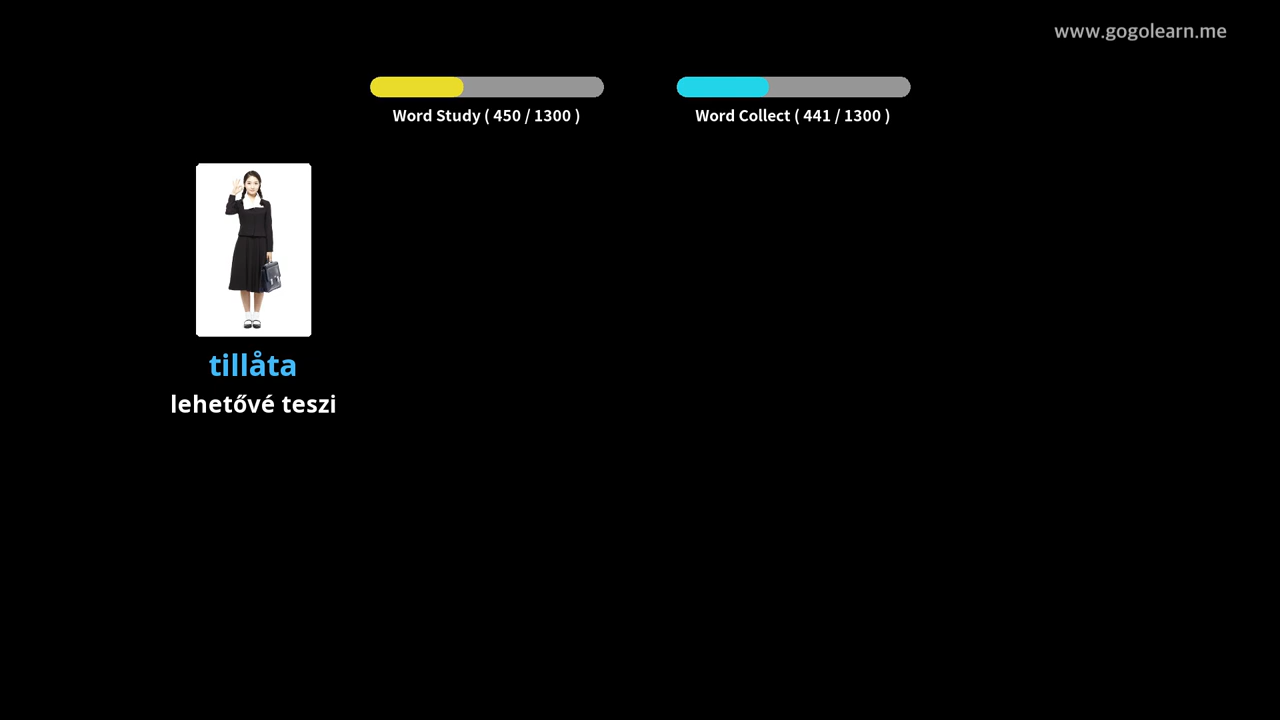 www.gogolearn.me
Word Study ( 450 / 1300 )
Word Collect ( 441 / 1300 )
tillåta
lehetővé teszi